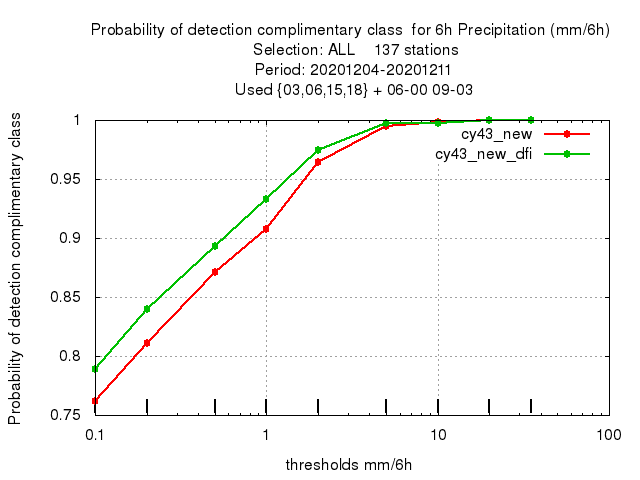 Probability of detection complimentary class  for 6h Precipitation (mm/6h)
Selection: ALL    137 stations
Period: 20201204-20201211
Used {03,06,15,18} + 06-00 09-03
Probability of detection complimentary class
1
0.95
0.9
0.85
0.8
0.75
cy43_new
cy43_new_dfi
0.1
1
10
100
thresholds mm/6h